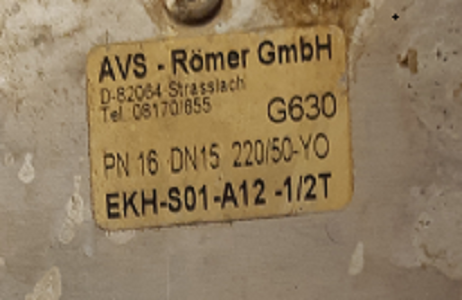 AVS - Römer GmbH
D-82064 Strasslach
Tel. 08170/855
G630
PN 16 DN15 220/50-YO
EKH-S01-A12 -1/2T